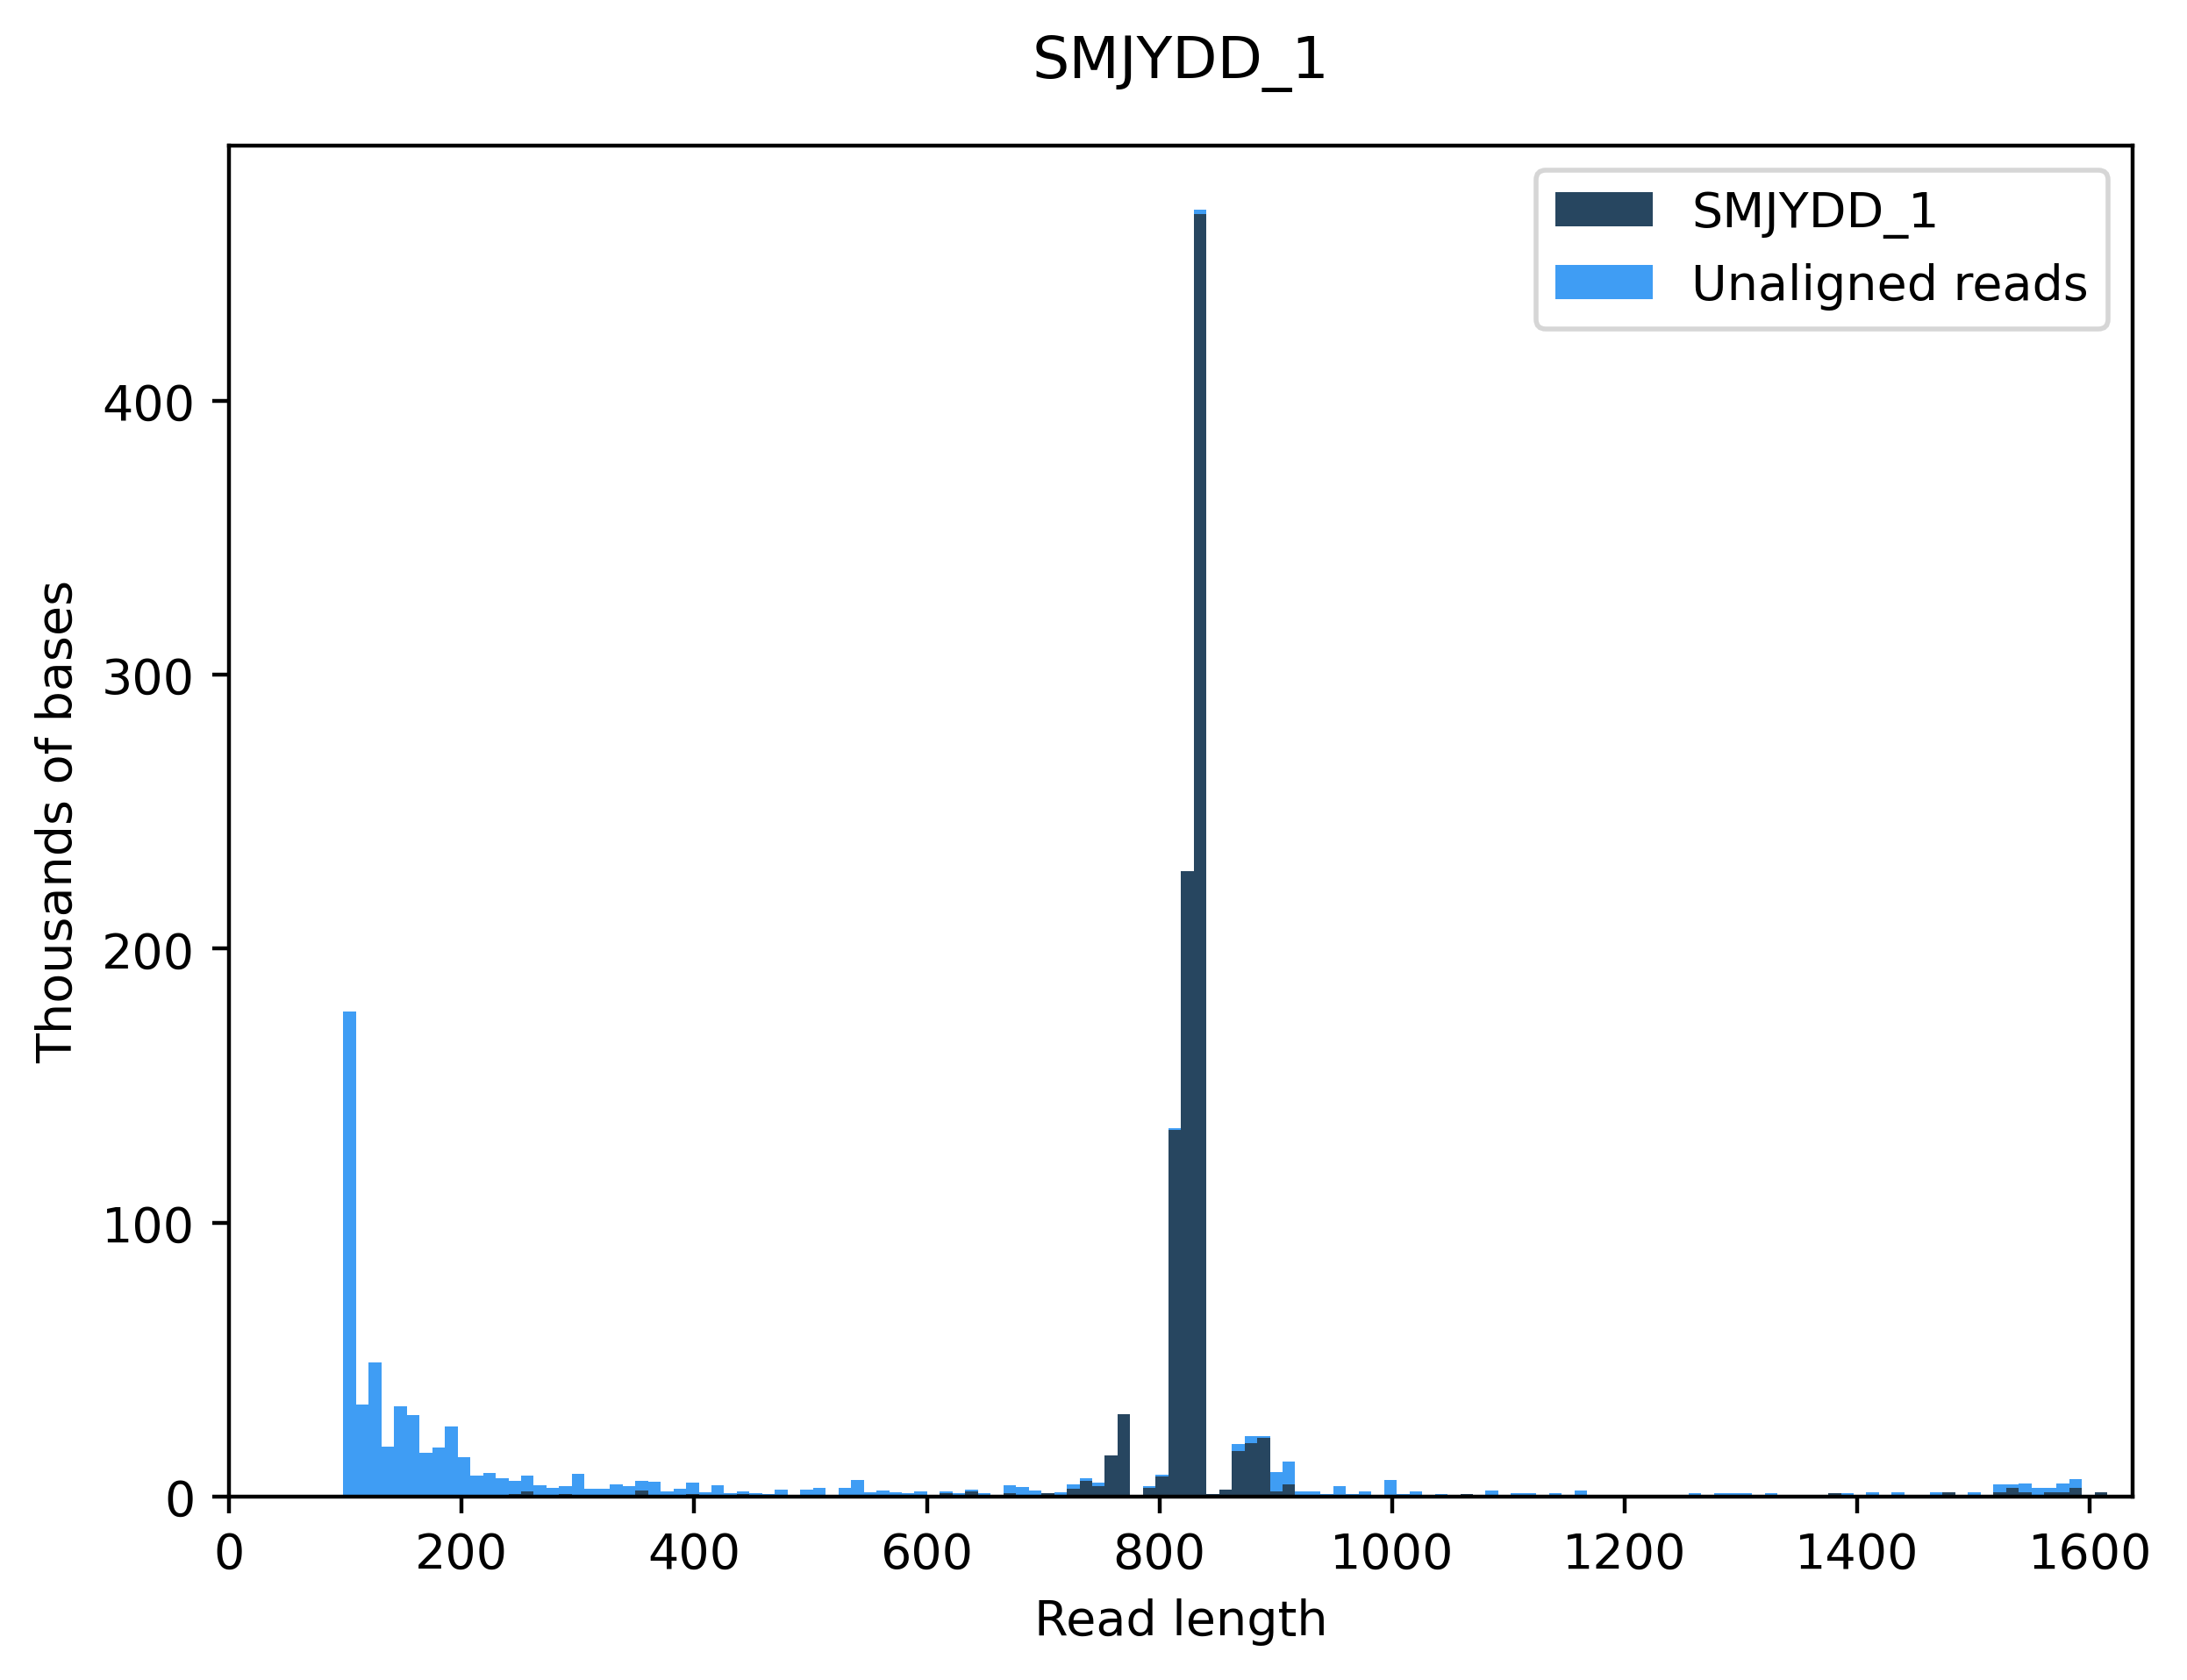 SMJYDD_1
SMJYDD_1
Unaligned reads
Thousands of bases
400
300
200
100
0
0 200 400 600 800 1000 1200 1400 1600
Read length